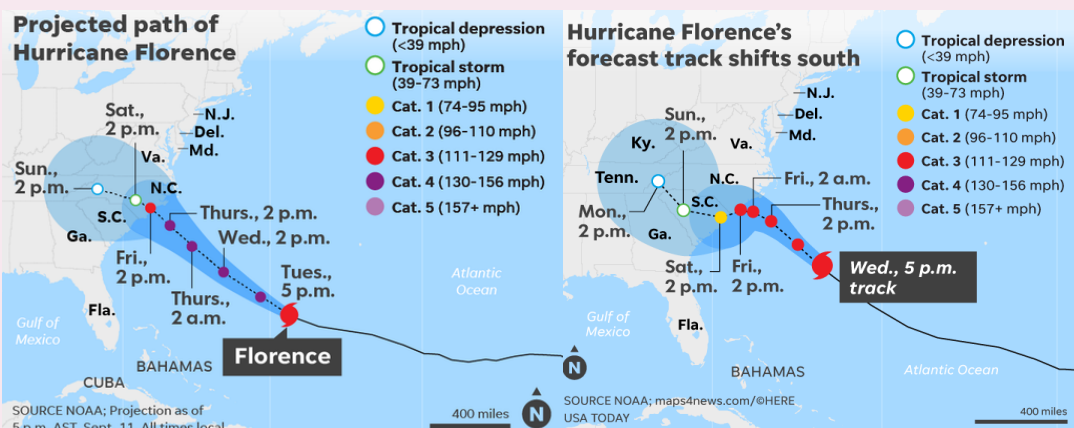 Projected path of
Hurricane Florence
Tropical depression
(<39 mph)
Tropical storm
(39-73 mph)
Cat. 1 (74-95 mph)
Cat. 2 (96-110 mph)
Cat. 3 (111-129 mph)
Cat. 4 (130-156 mph)
Cat. 5 (157+ mph)
N.J.
Del.
Md.
Va.
N.C.
S.C.
Ga.
Fla.
Sat.,
2 p.m.
Sun.,
2 p.m.
Thurs., 2 p.m.
Wed., 2 p.m.
Fri.,
2 p.m.
Thurs.,
2 a.m.
Tues.,
5 p.m.
Florence
Atlantic
Ocean
Gulf of
Mexico
BAHAMAS
CUBA
SOURCE NOAA; Projection as of
5 p.m. AST, Sept. 11. All times local
N
400 miles
Hurricane Florence's
forecast track shifts south
Tropical depression
(<39 mph)
Tropical storm
(39-73 mph)
Cat. 1 (74-95 mph)
Cat. 2 (96-110 mph)
Cat. 3 (111-129 mph)
Cat. 4 (130-156 mph)
Cat. 5 (157+ mph)
N.J.
Del.
Md.
Va.
Ky.
Tenn.
N.C.
S.C.
Ga.
Fla.
Sun.,
2 p.m.
Fri., 2 a.m.
Thurs.,
2 p.m.
Mon.,
2 p.m.
Sat.,
2 p.m.
Fri.,
2 p.m.
Wed., 5 p.m.
track
Gulf of
Mexico
Atlantic Ocean
BAHAMAS
N
SOURCE NOAA; maps4news.com/©HERE
USA TODAY
400 miles